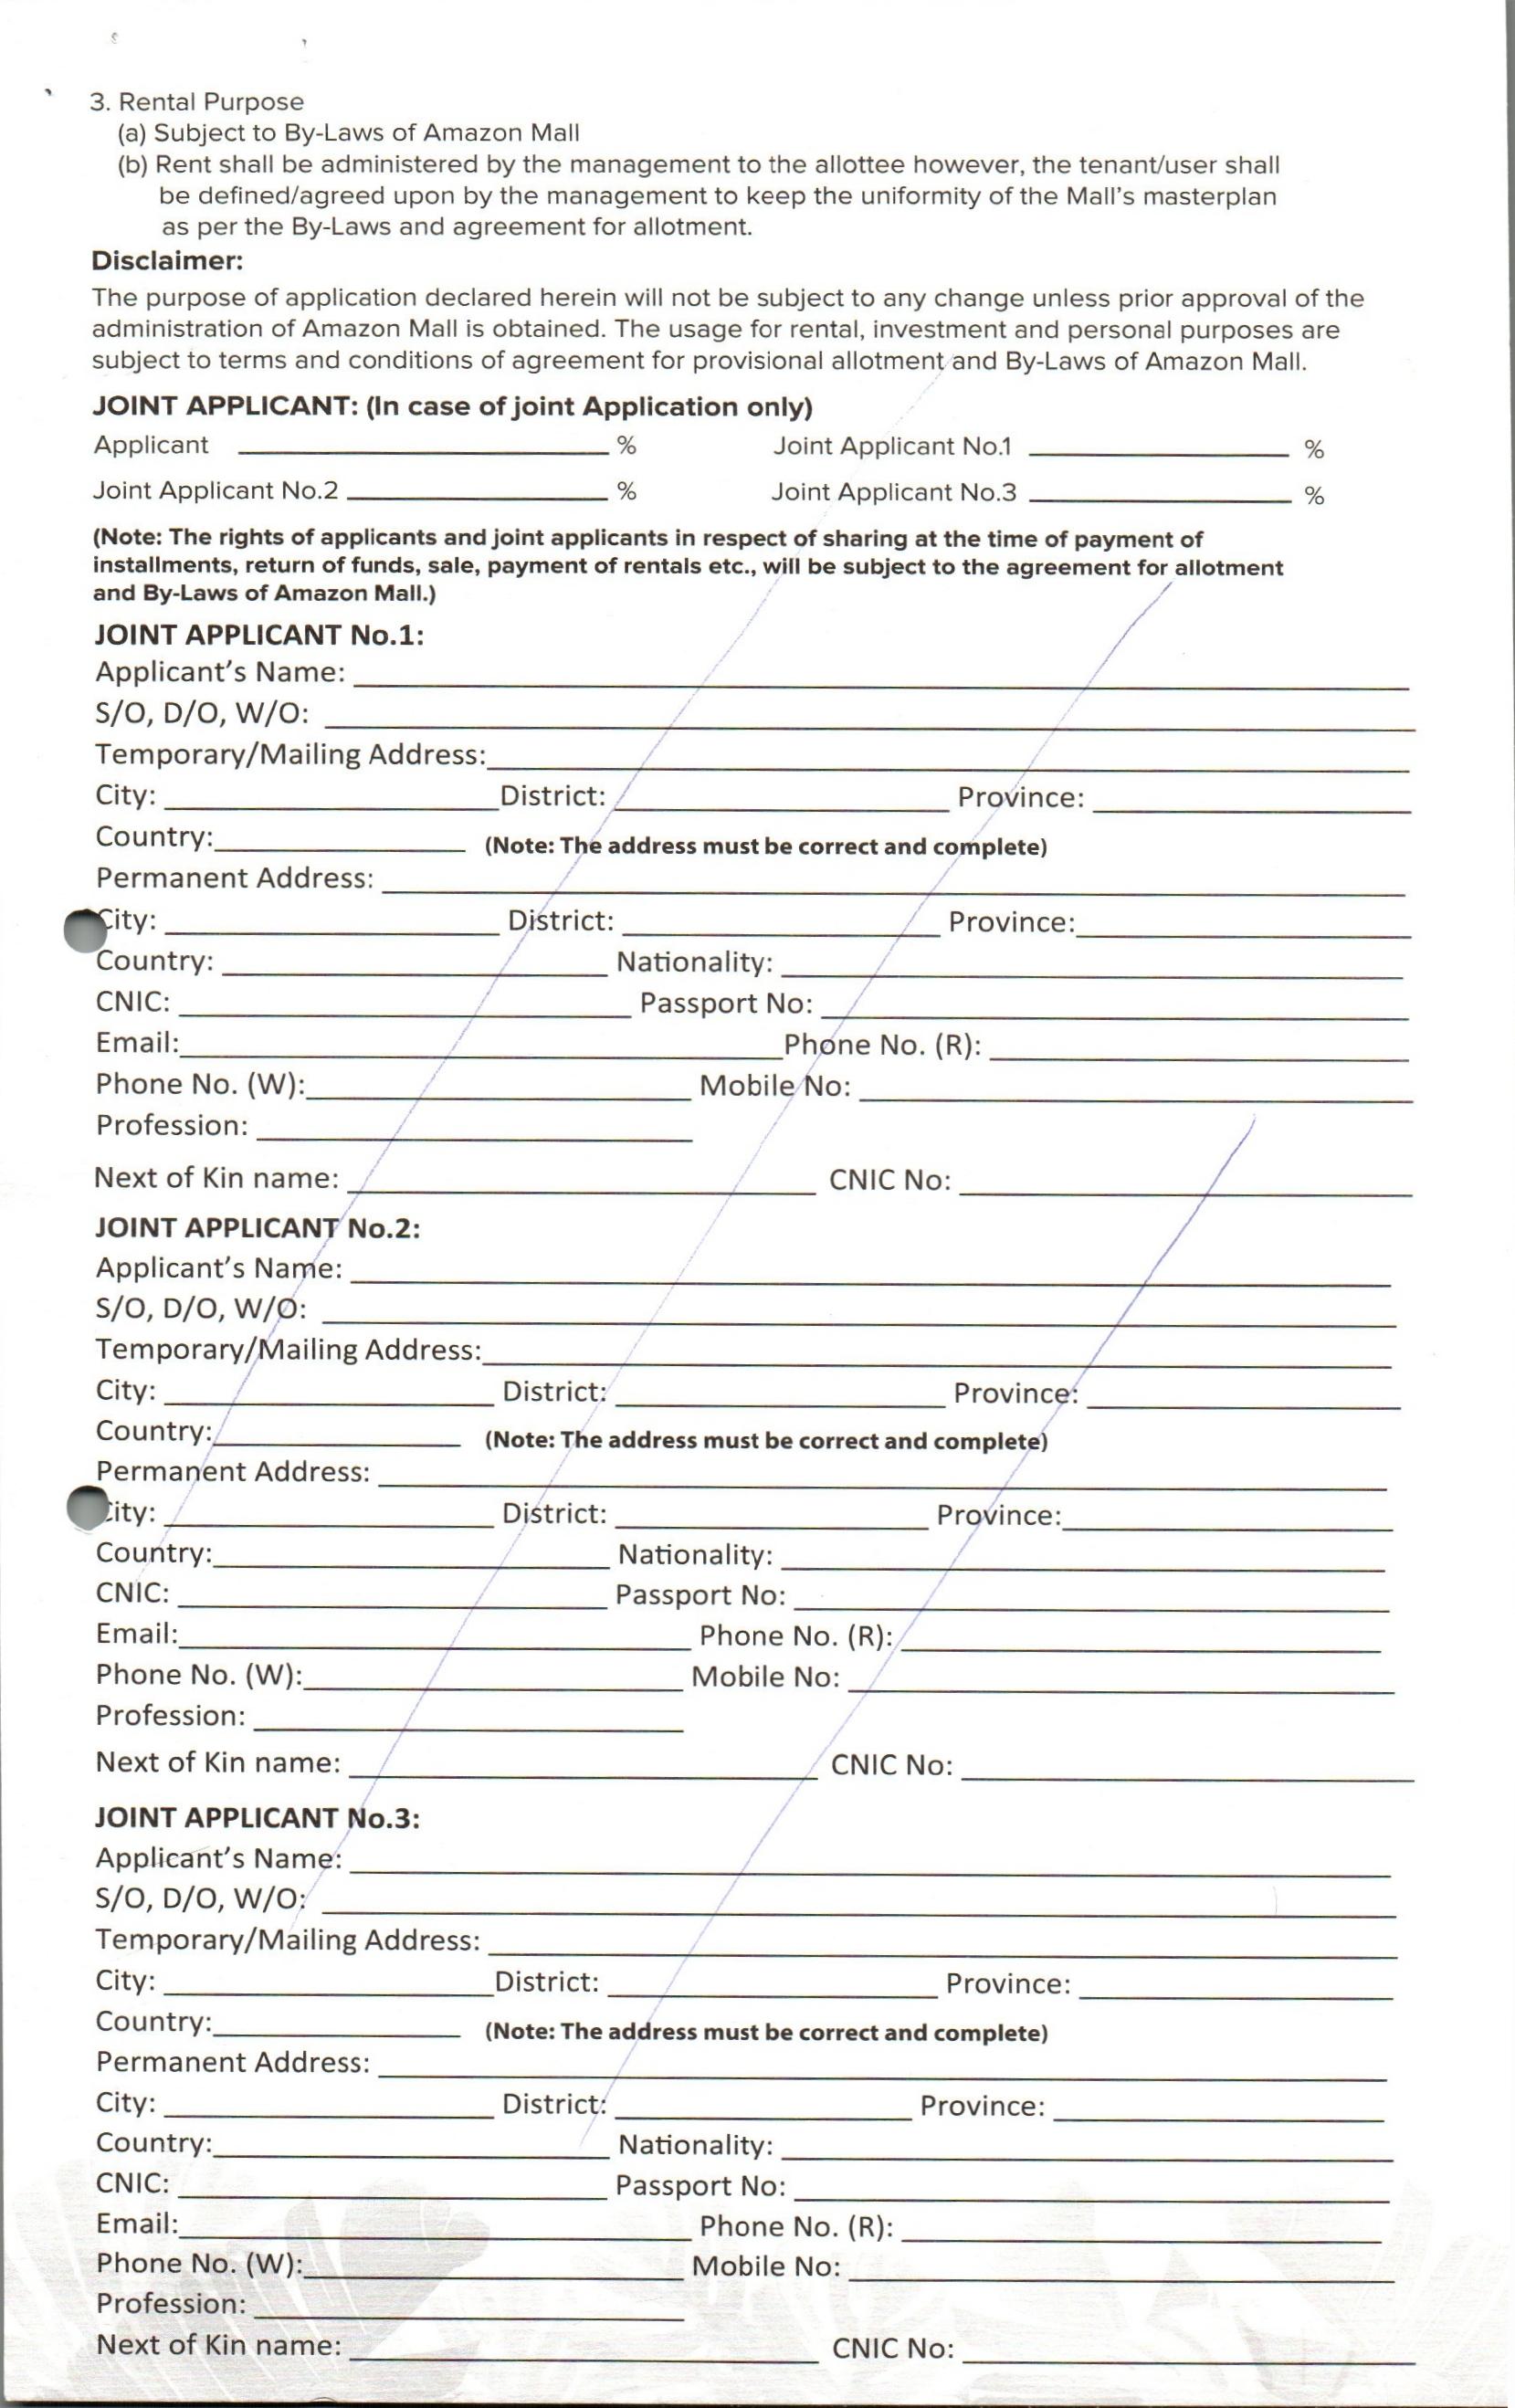 3. Rental Purpose
(a) Subject to By-Laws of Amazon Mall
(b) Rent shall be administered by the management to the allottee however, the tenant/user shall
be defined/agreed upon by the management to keep the uniformity of the Mall's masterplan
as per the By-Laws and agreement for allotment.
Disclaimer:
The purpose of application declared herein will not be subject to any change unless prior approval of the
administration of Amazon Mall is obtained. The usage for rental, investment and personal purposes are
subject to terms and conditions of agreement for provisional allotment and By-Laws of Amazon Mall.
JOINT APPLICANT: (In case of joint Application only)
Applicant ____________ % Joint Applicant No.1 ____________ %
Joint Applicant No.2 ____________ % Joint Applicant No.3 ____________ %
(Note: The rights of applicants and joint applicants in respect of sharing at the time of payment of
installments, return of funds, sale, payment of rentals etc., will be subject to the agreement for allotment
and By-Laws of Amazon Mall.)
JOINT APPLICANT No.1:
Applicant's Name: ____________
S/O, D/O, W/O: ____________
Temporary/Mailing Address: ____________
City: ____________ District: ____________ Province: ____________
Country: ____________ (Note: The address must be correct and complete)
Permanent Address: ____________
City: ____________ District: ____________ Province: ____________
Country: ____________ Nationality: ____________
CNIC: ____________ Passport No: ____________
Email: ____________ Phone No. (R): ____________
Phone No. (W): ____________ Mobile No: ____________
Profession: ____________
Next of Kin name: ____________ CNIC No: ____________
JOINT APPLICANT No.2:
Applicant's Name: ____________
S/O, D/O, W/O: ____________
Temporary/Mailing Address: ____________
City: ____________ District: ____________ Province: ____________
Country: ____________ (Note: The address must be correct and complete)
Permanent Address: ____________
City: ____________ District: ____________ Province: ____________
Country: ____________ Nationality: ____________
CNIC: ____________ Passport No: ____________
Email: ____________ Phone No. (R): ____________
Phone No. (W): ____________ Mobile No: ____________
Profession: ____________
Next of Kin name: ____________ CNIC No: ____________
JOINT APPLICANT No.3:
Applicant's Name: ____________
S/O, D/O, W/O: ____________
Temporary/Mailing Address: ____________
City: ____________ District: ____________ Province: ____________
Country: ____________ (Note: The address must be correct and complete)
Permanent Address: ____________
City: ____________ District: ____________ Province: ____________
Country: ____________ Nationality: ____________
CNIC: ____________ Passport No: ____________
Email: ____________ Phone No. (R): ____________
Phone No. (W): ____________ Mobile No: ____________
Profession: ____________
Next of Kin name: ____________ CNIC No: ____________